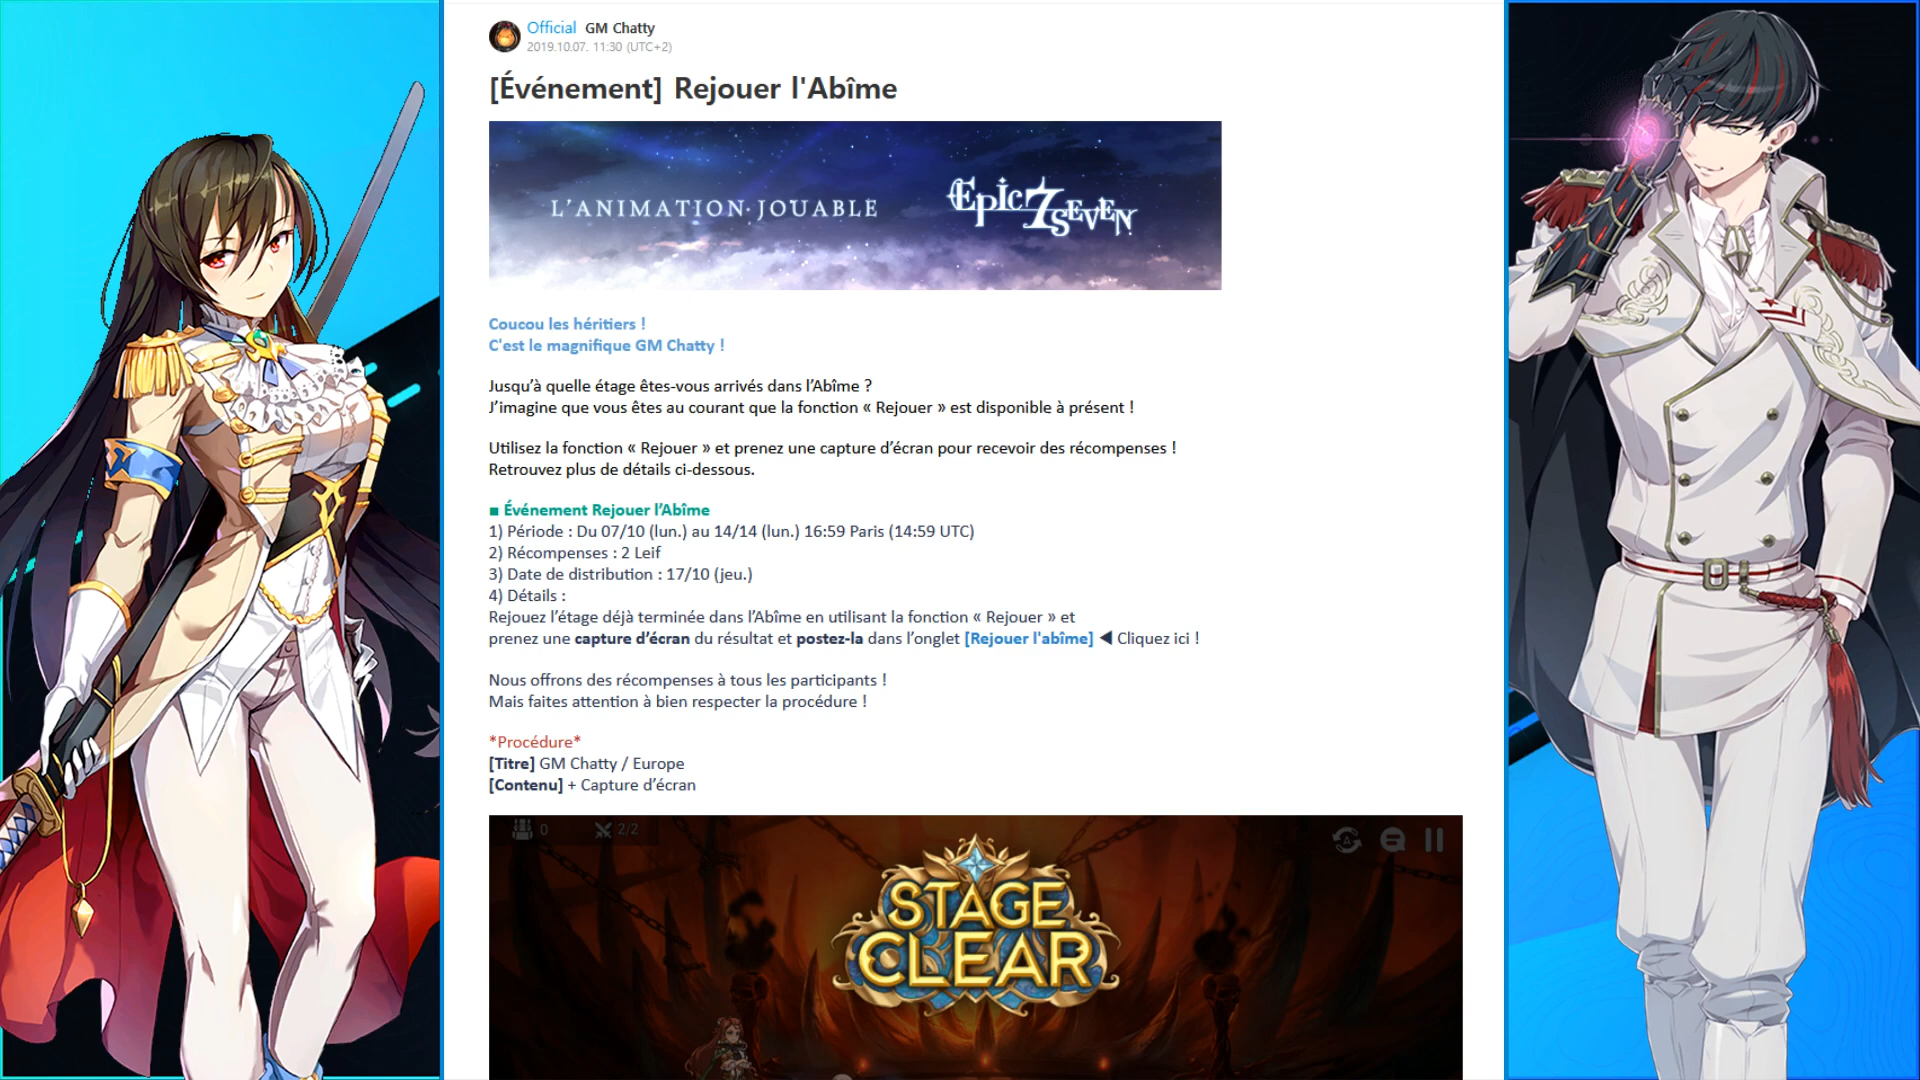 Official GM Chatty
2019.10.07. 11:30 (UTC+2)
[Événement] Rejouer l'Abîme
L'ANIMATION JOUABLE
Epic 7 SEVEN
Coucou les héritiers !
C'est le magnifique GM Chatty !
Jusqu’à quelle étage êtes-vous arrivés dans l’Abîme ?
J’imagine que vous êtes au courant que la fonction « Rejouer » est disponible à présent !
Utilisez la fonction « Rejouer » et prenez une capture d’écran pour recevoir des récompenses !
Retrouvez plus de détails ci-dessous.
■ Événement Rejouer l’Abîme
1) Période : Du 07/10 (lun.) au 14/14 (lun.) 16:59 Paris (14:59 UTC)
2) Récompenses : 2 Leif
3) Date de distribution : 17/10 (jeu.)
4) Détails :
Rejouez l’étage déjà terminée dans l’Abîme en utilisant la fonction « Rejouer » et
prenez une capture d’écran du résultat et postez-la dans l’onglet [Rejouer l'abîme] ◀ Cliquez ici !
Nous offrons des récompenses à tous les participants !
Mais faites attention à bien respecter la procédure !
*Procédure*
[Titre] GM Chatty / Europe
[Contenu] + Capture d’écran
0 2/2
STAGE
CLEAR